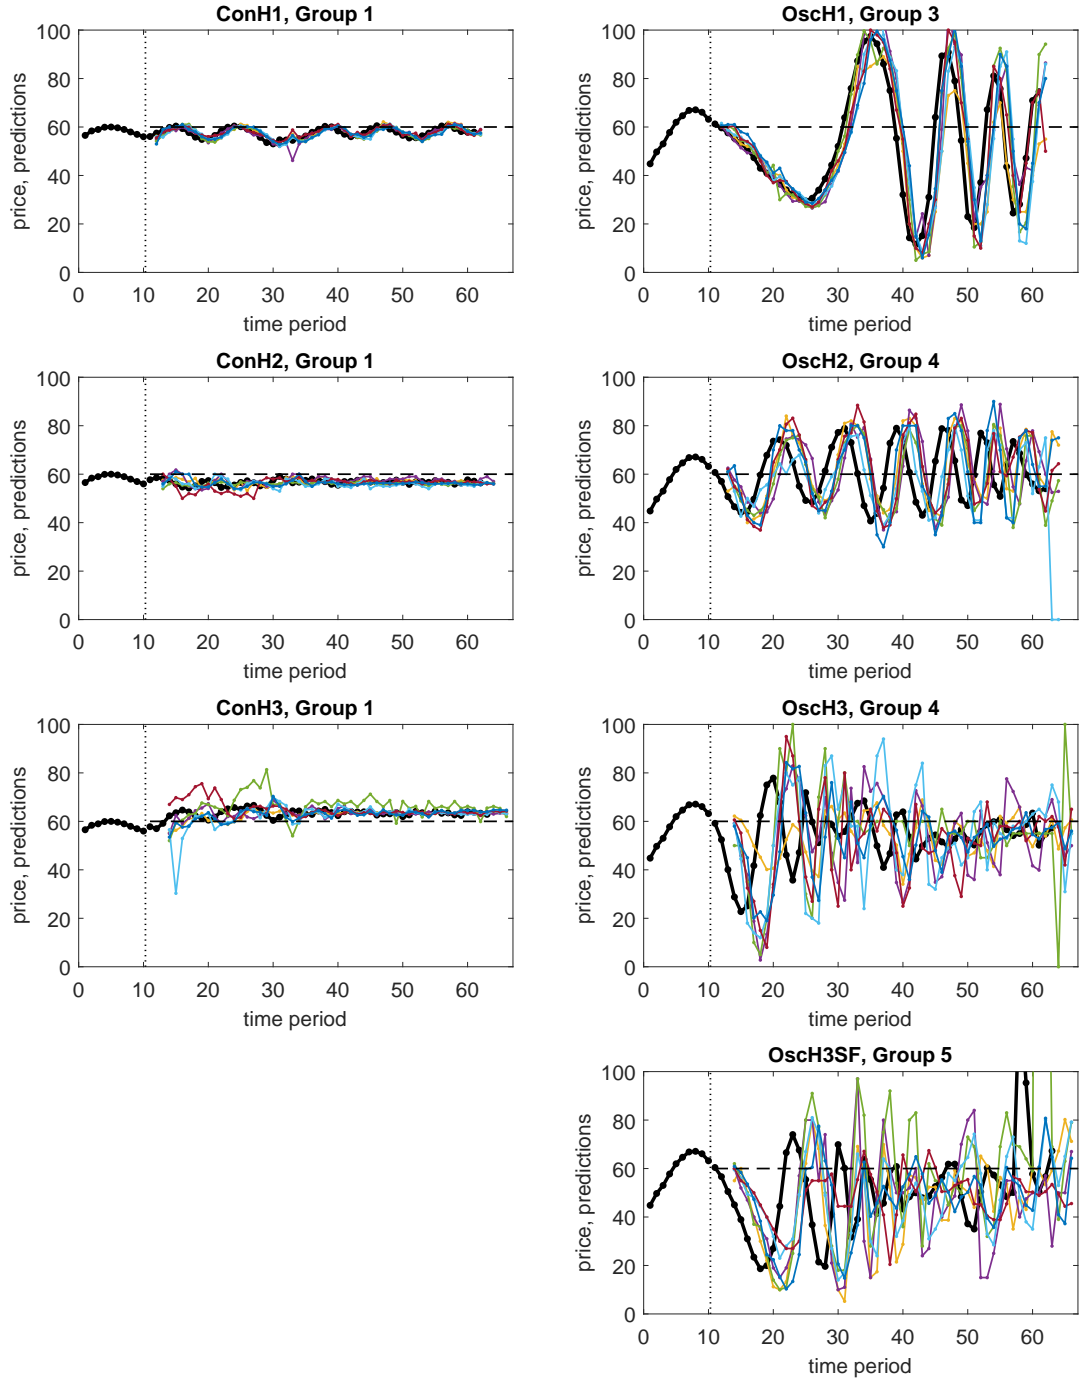 ConH1, Group 1
price, predictions
100
80
60
40
20
0
0 10 20 30 40 50 60
time period
OscH1, Group 3
price, predictions
100
80
60
40
20
0
0 10 20 30 40 50 60
time period
ConH2, Group 1
price, predictions
100
80
60
40
20
0
0 10 20 30 40 50 60
time period
OscH2, Group 4
price, predictions
100
80
60
40
20
0
0 10 20 30 40 50 60
time period
ConH3, Group 1
price, predictions
100
80
60
40
20
0
0 10 20 30 40 50 60
time period
OscH3, Group 4
price, predictions
100
80
60
40
20
0
0 10 20 30 40 50 60
time period
OscH3SF, Group 5
price, predictions
100
80
60
40
20
0
0 10 20 30 40 50 60
time period